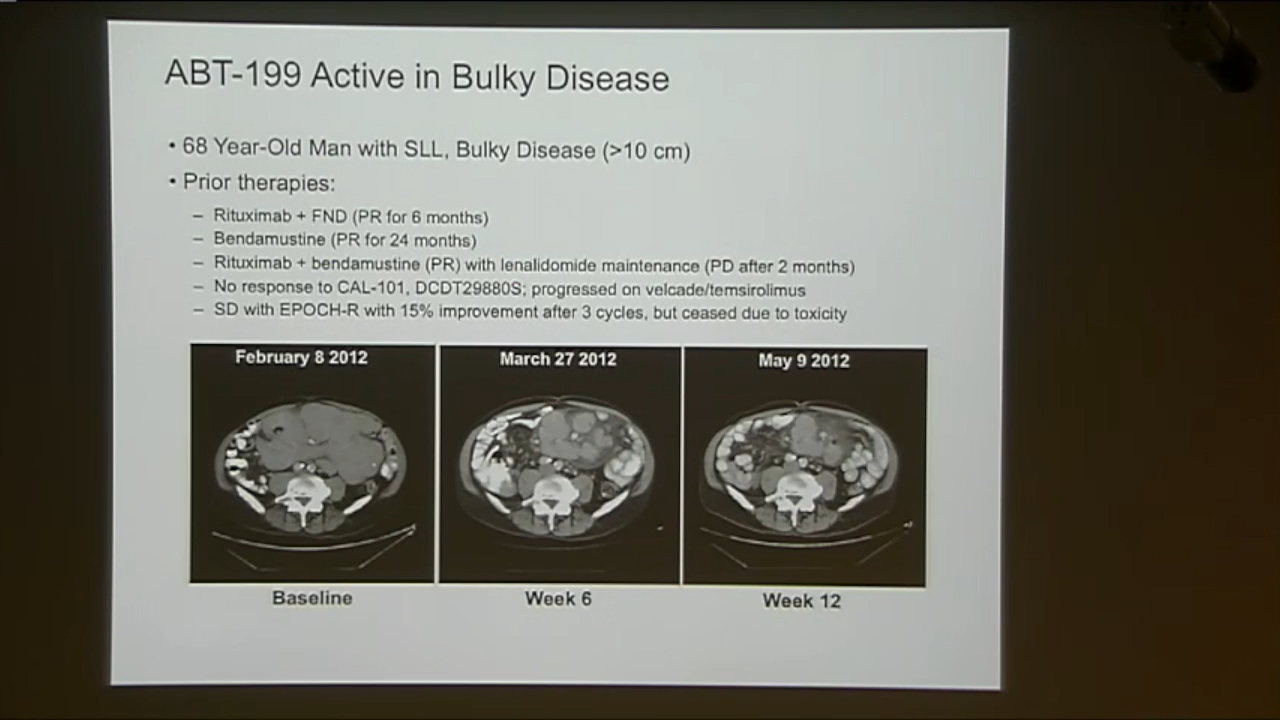 ABT-199 Active in Bulky Disease
• 68 Year-Old Man with SLL, Bulky Disease (>10 cm)
• Prior therapies:
– Rituximab + FND (PR for 6 months)
– Bendamustine (PR for 24 months)
– Rituximab + bendamustine (PR) with lenalidomide maintenance (PD after 2 months)
– No response to CAL-101, DCDT29880S; progressed on velcade/temsirolimus
– SD with EPOCH-R with 15% improvement after 3 cycles, but ceased due to toxicity
February 8 2012
March 27 2012
May 9 2012
Baseline
Week 6
Week 12